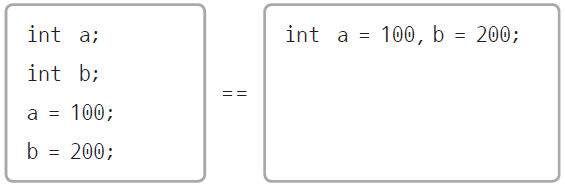 int a;
int b;
a = 100;
b = 200;
==
int a = 100, b = 200;